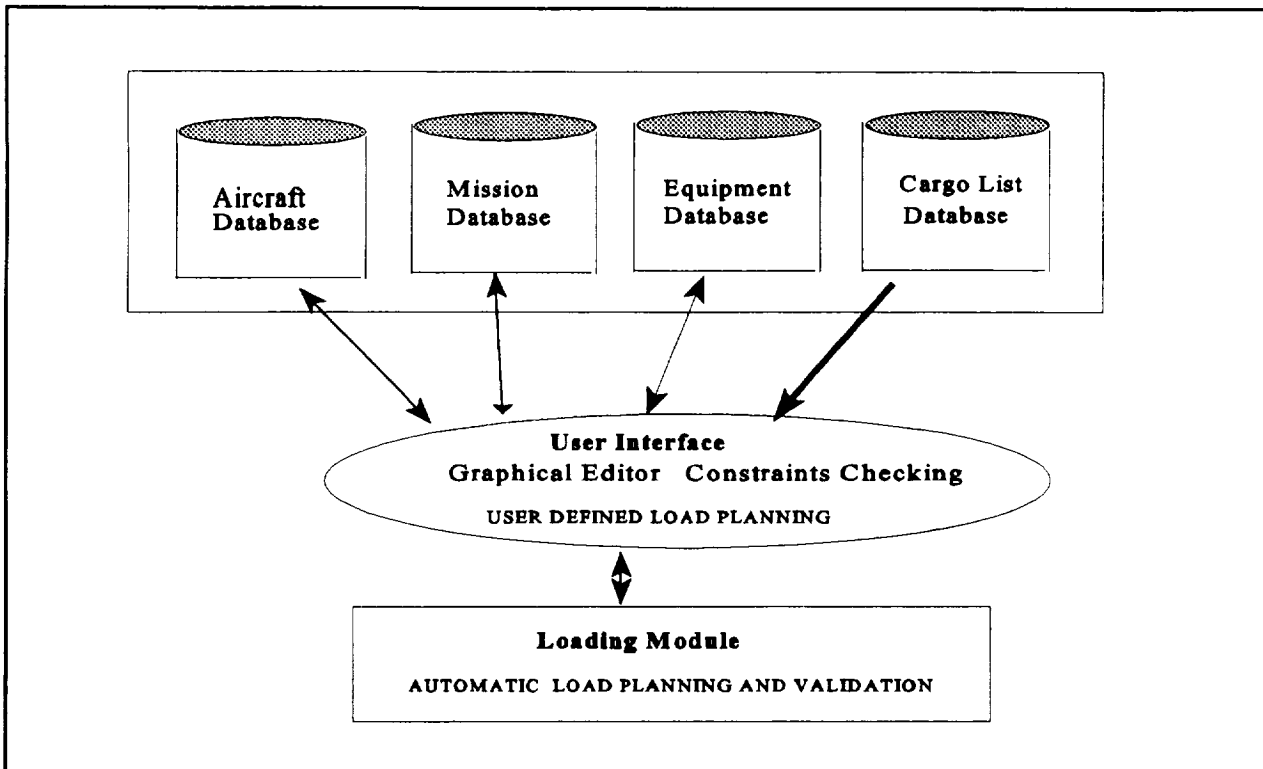 Aircraft
Database
Mission
Database
Equipment
Database
Cargo List
Database
User Interface
Graphical Editor Constraints Checking
USER DEFINED LOAD PLANNING
Loading Module
AUTOMATIC LOAD PLANNING AND VALIDATION